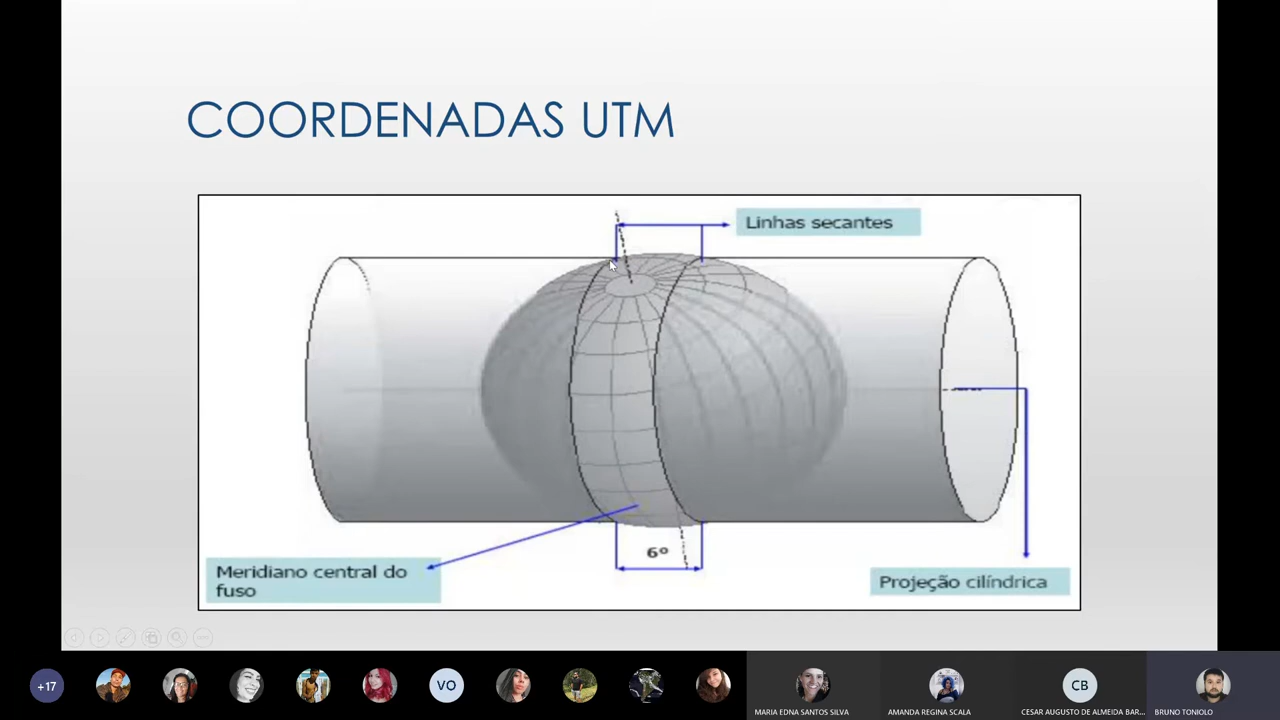 COORDENADAS UTM
Linhas secantes
6º
Meridiano central do
fuso
Projeção cilíndrica
+17
VO
CB
MARIA EDNA SANTOS SILVA
AMANDA REGINA SCALA
CESAR AUGUSTO DE ALMEIDA BAR...
BRUNO TONIOLO